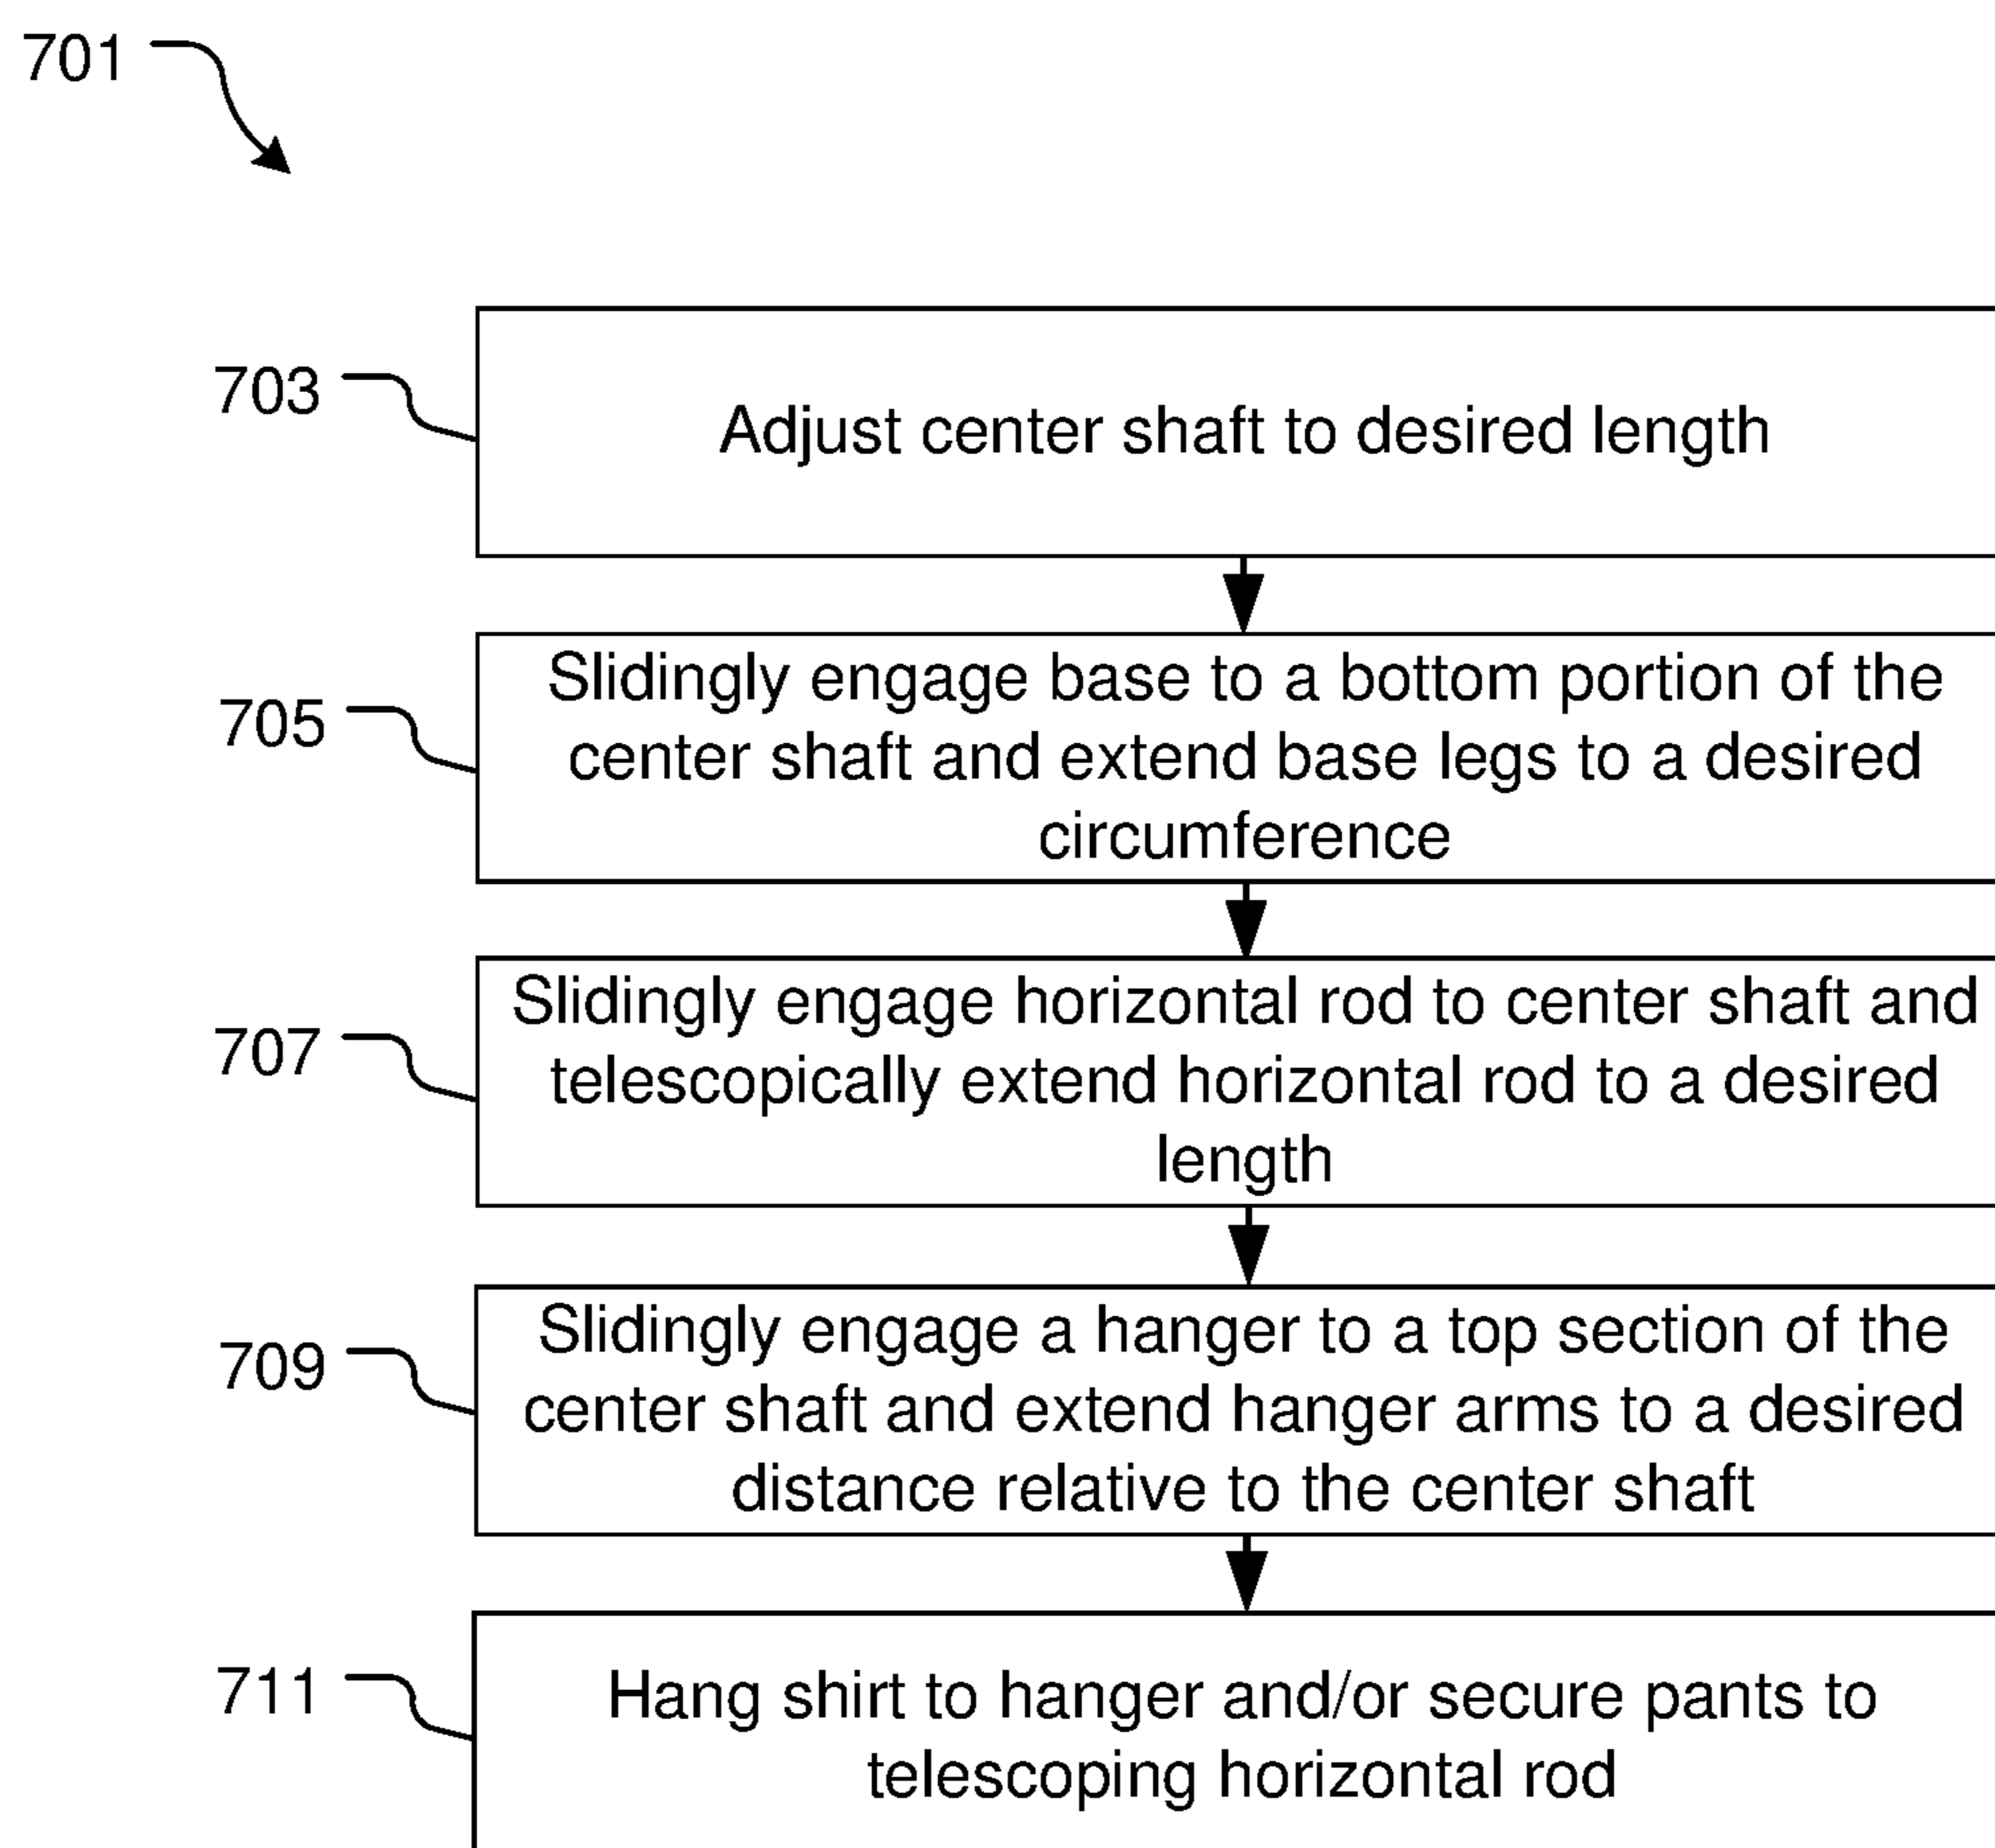 701
703
Adjust center shaft to desired length
705
Slidingly engage base to a bottom portion of the
center shaft and extend base legs to a desired
circumference
707
Slidingly engage horizontal rod to center shaft and
telescopically extend horizontal rod to a desired
length
709
Slidingly engage a hanger to a top section of the
center shaft and extend hanger arms to a desired
distance relative to the center shaft
711
Hang shirt to hanger and/or secure pants to
telescoping horizontal rod